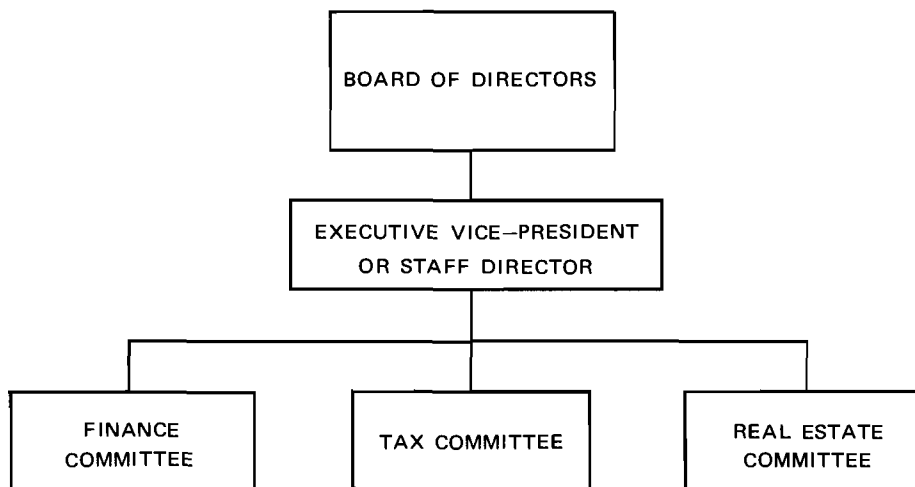 BOARD OF DIRECTORS
EXECUTIVE VICE–PRESIDENT
OR STAFF DIRECTOR
FINANCE
COMMITTEE
TAX COMMITTEE
REAL ESTATE
COMMITTEE